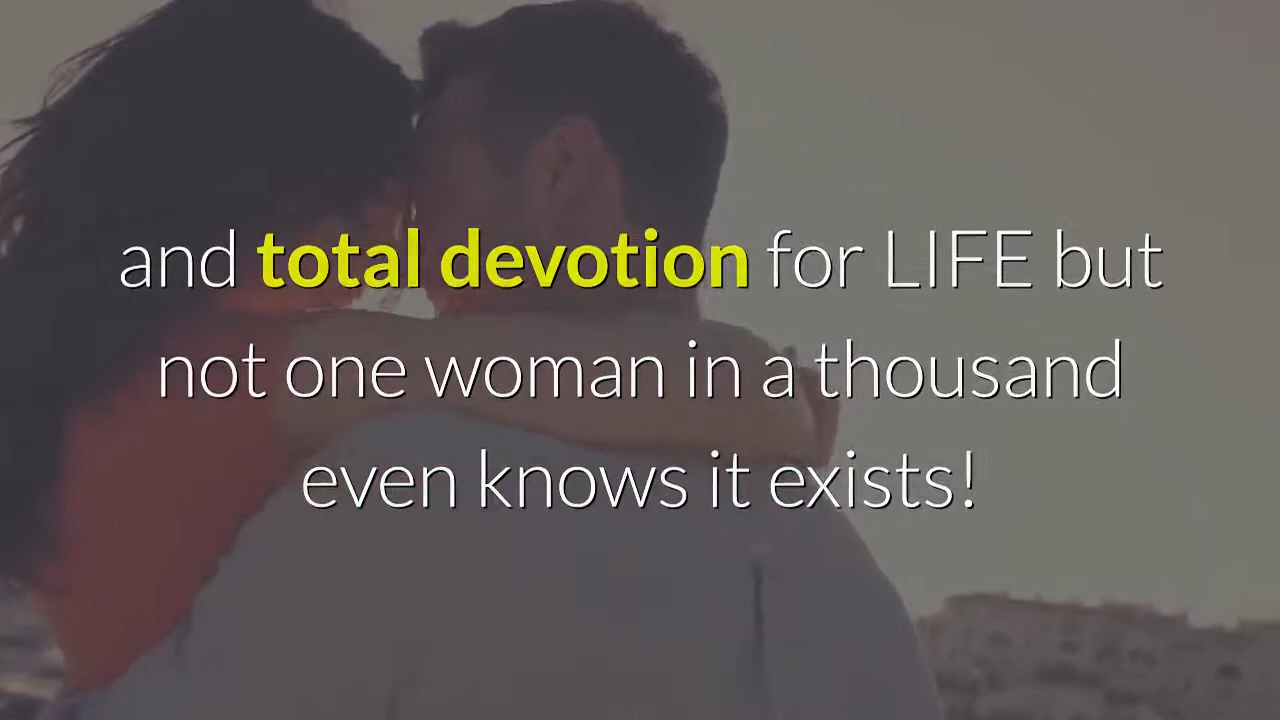 and total devotion for LIFE but
not one woman in a thousand
even knows it exists!